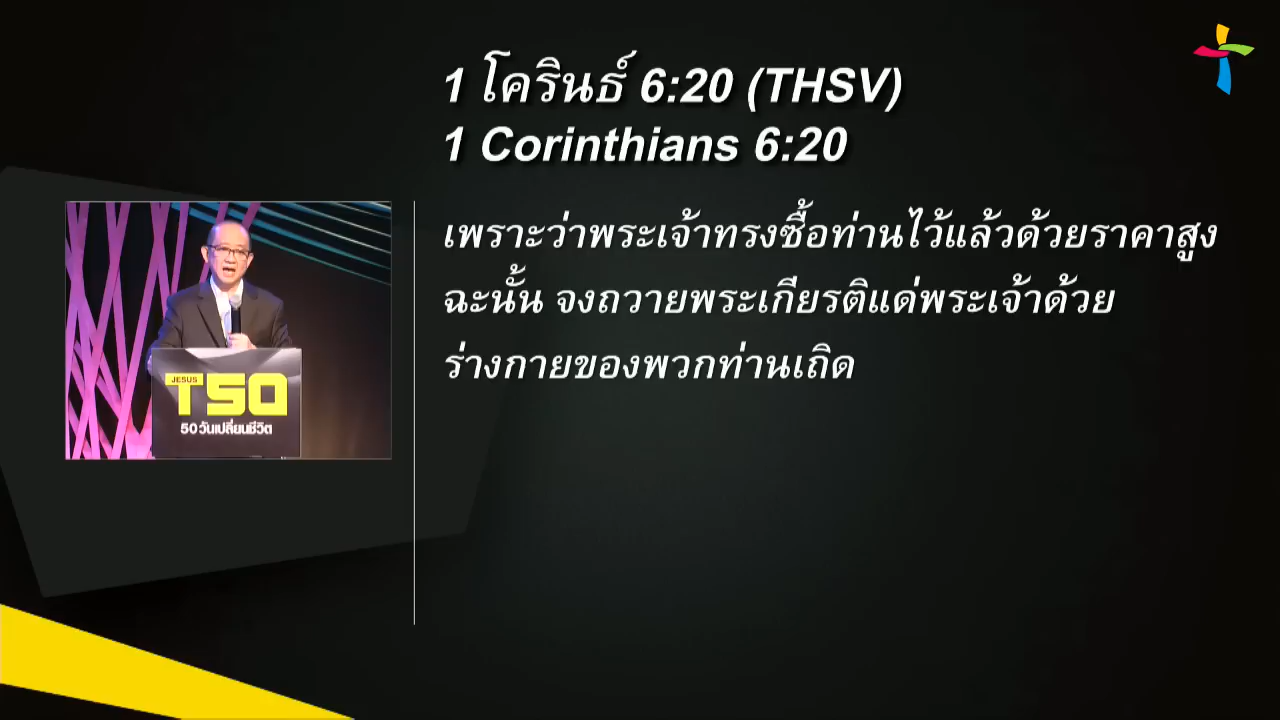 1 โครินธ์ 6:20 (THSV)
1 Corinthians 6:20
เพราะว่าพระเจ้าทรงซื้อท่านไว้แล้วด้วยราคาสูง
ฉะนั้น จงถวายพระเกียรติแด่พระเจ้าด้วย
ร่างกายของพวกท่านเถิด
JESUS
T50
50 วันเปลี่ยนชีวิต